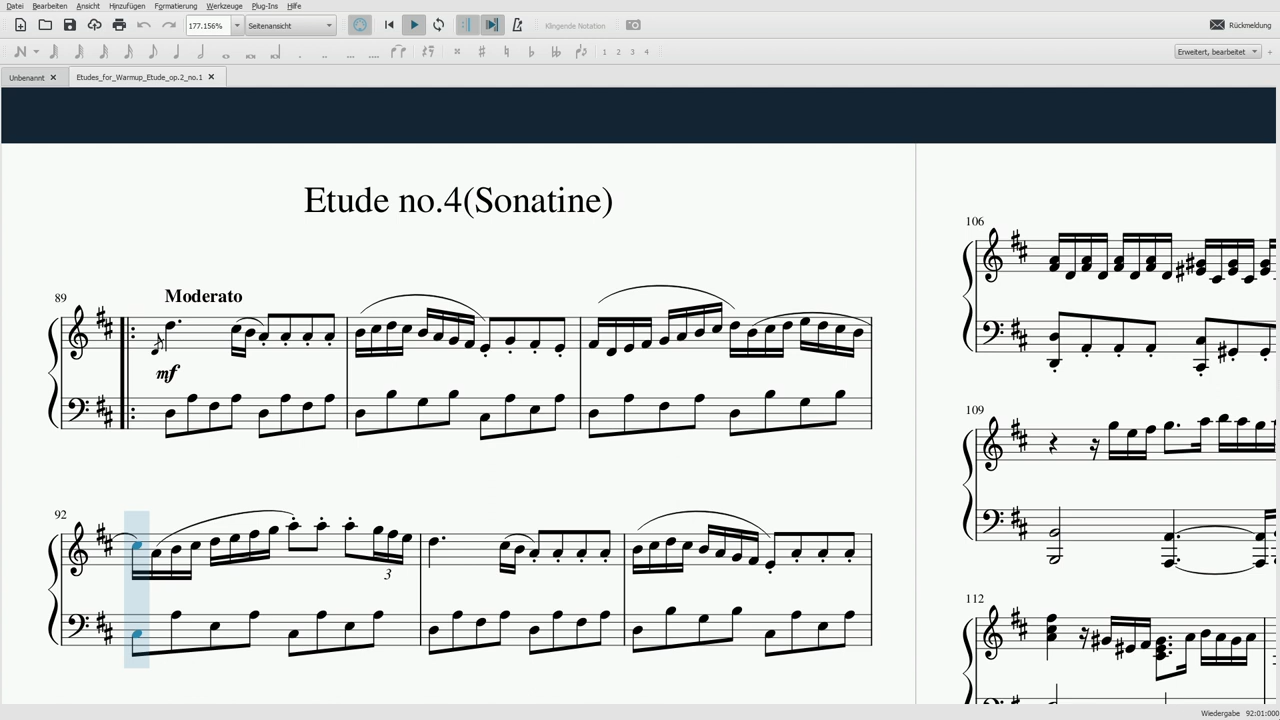 Datei Bearbeiten Ansicht Hinzufügen Formatierung Werkzeuge Plug-Ins Hilfe
177.156% Seitenansicht Klingende Notation Rückmeldung
1 2 3 4 Erweitert, bearbeitet +
Unbenannt Etudes_for_Warmup_Etude_op.2_no.1
Etude no.4(Sonatine)
106
Moderato
89
mf
109
92
3
112
Wiedergabe 92:01:000